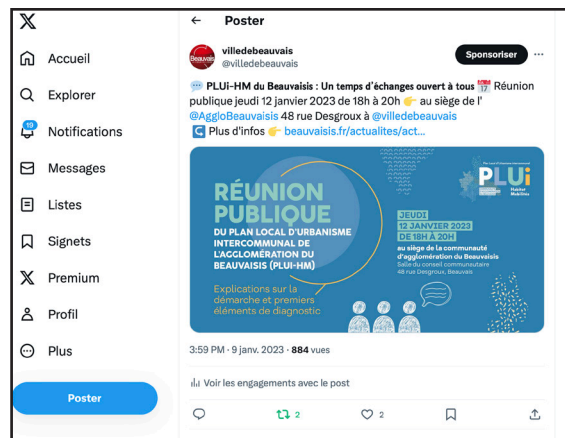 Accueil
Explorer
19
Notifications
Messages
Listes
Signets
Premium
Profil
Plus
Poster
← Poster
Beauvais
villedebeauvais
@villedebeauvais
Sponsoriser
PLUi-HM du Beauvaisis : Un temps d'échanges ouvert à tous 📅 Réunion
publique jeudi 12 janvier 2023 de 18h à 20h 👉 au siège de l'
@AggloBeauvaisis 48 rue Desgroux à @villedebeauvais
Plus d'infos 👉 beauvaisis.fr/actualites/act...
RÉUNION
PUBLIQUE
DU PLAN LOCAL D'URBANISME
INTERCOMMUNAL DE
L'AGGLOMÉRATION DU
BEAUVAISIS (PLUI-HM)
Explications sur la
démarche et premiers
éléments de diagnostic
PLUi
Habitat
Mobilités
JEUDI
12 JANVIER 2023
DE 18H À 20H
au siège de la communauté
d'agglomération du Beauvaisis
Salle du conseil communautaire
48 rue Desgroux, Beauvais
3:59 PM · 9 janv. 2023 · 884 vues
Voir les engagements avec le post
2
2